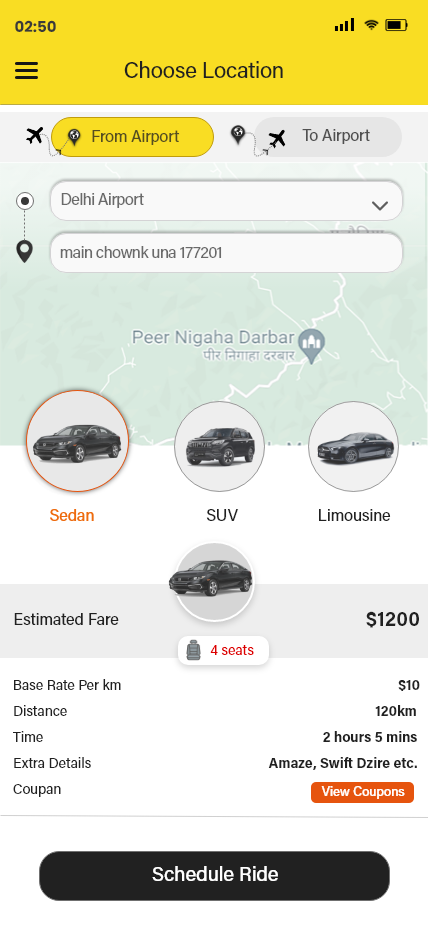 02:50
Choose Location
From Airport
To Airport
Delhi Airport
main chownk una 177201
Peer Nigaha Darbar
पीर निगाहा दरबार
Sedan
SUV
Limousine
Estimated Fare
$1200
4 seats
Base Rate Per km
$10
Distance
120km
Time
2 hours 5 mins
Extra Details
Amaze, Swift Dzire etc.
Coupan
View Coupons
Schedule Ride